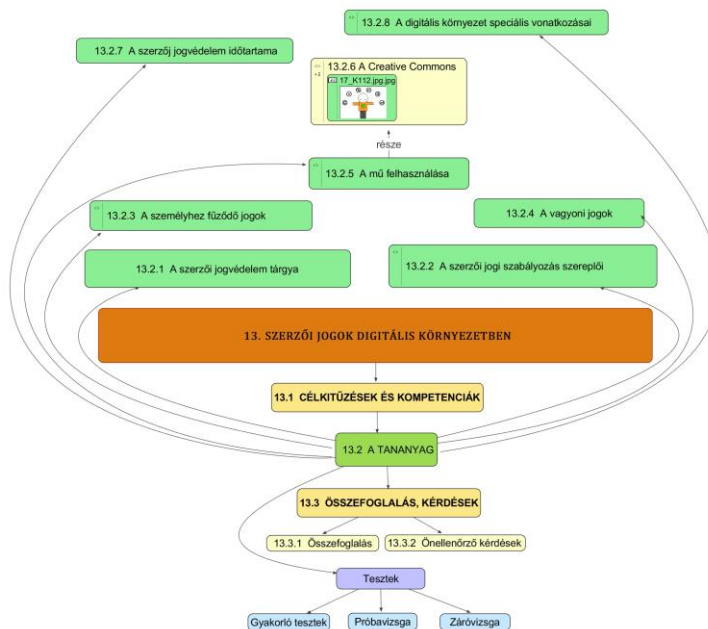 13.2.8 A digitális környezet speciális vonatkozásai
13.2.7 A szerzői jogvédelem időtartama
13.2.6 A Creative Commons
17_K112.jpg.jpg
része
13.2.5 A mű felhasználása
13.2.3 A személyhez fűződő jogok
13.2.4 A vagyoni jogok
13.2.1 A szerzői jogvédelem tárgya
13.2.2 A szerzői jogi szabályozás szereplői
13. SZERZŐI JOGOK DIGITÁLIS KÖRNYEZETBEN
13.1 CÉLKITŰZÉSEK ÉS KOMPETENCIÁK
13.2 A TANANYAG
13.3 ÖSSZEFOGLALÁS, KÉRDÉSEK
13.3.1 Összefoglalás
13.3.2 Önellenőrző kérdések
Tesztek
Gyakorló tesztek
Próbavizsga
Záróvizsga